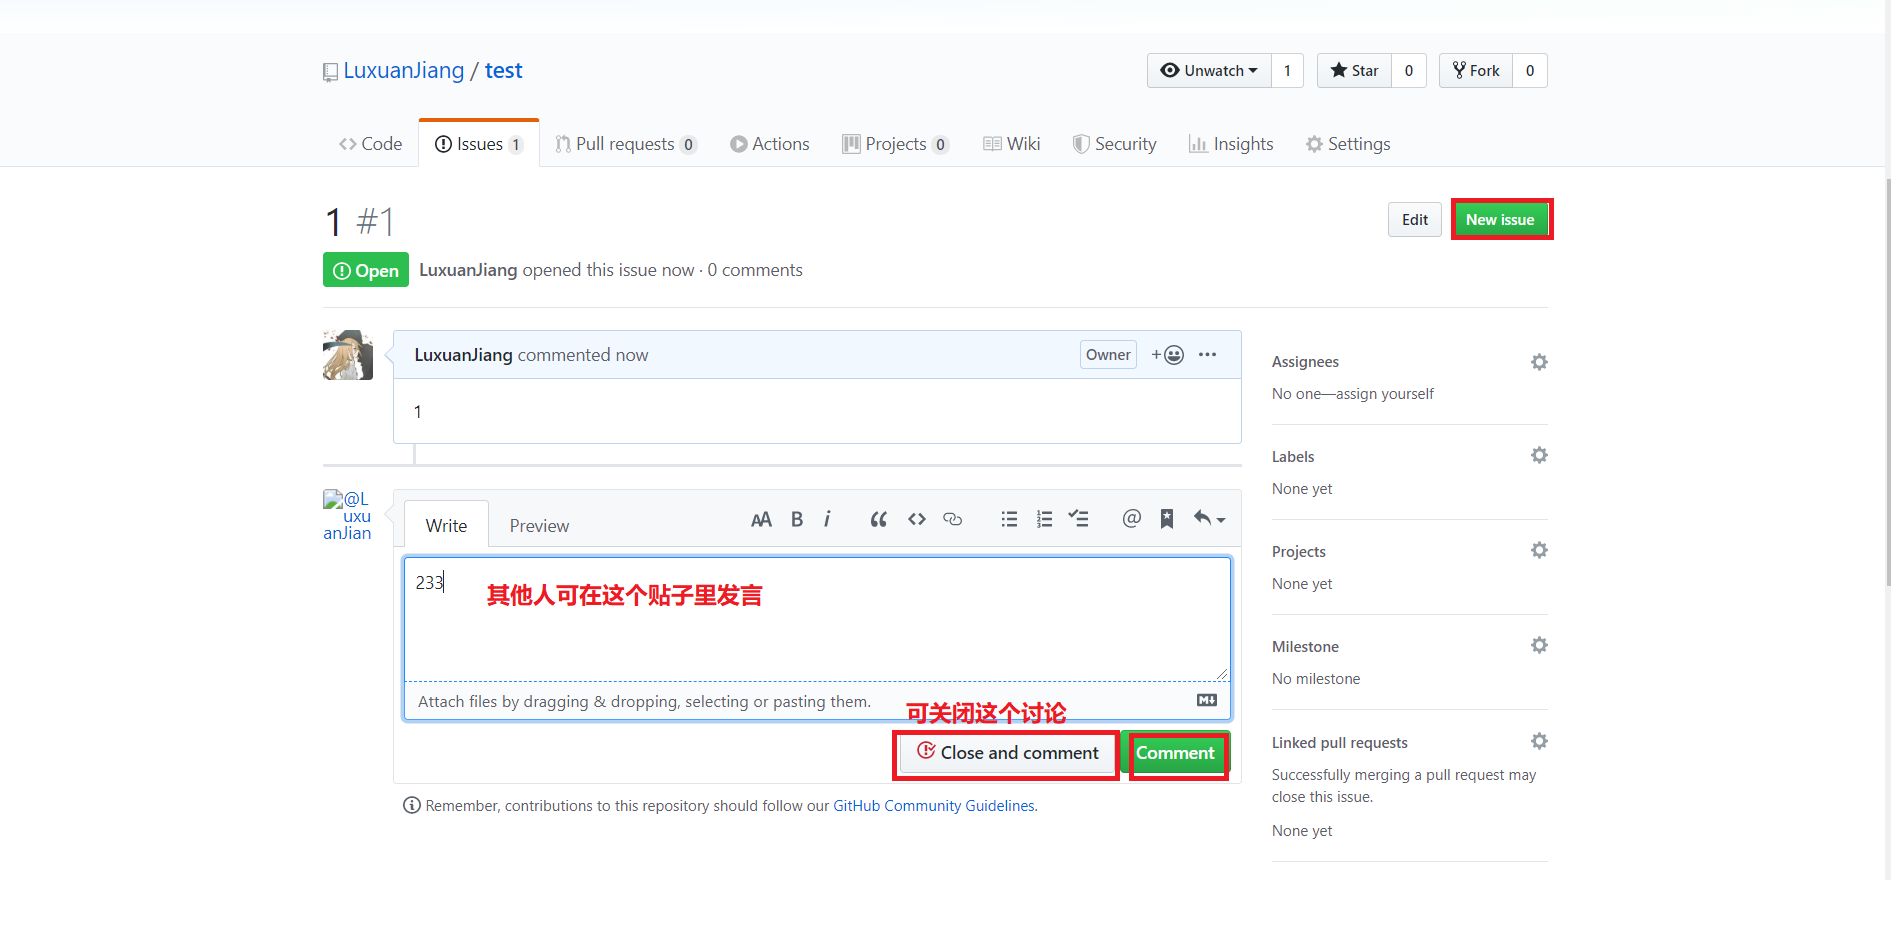 LuxuanJiang / test
Unwatch 1 Star 0 Fork 0
Code Issues 1 Pull requests 0 Actions Projects 0 Wiki Security Insights Settings
1 #1
Edit New issue
Open LuxuanJiang opened this issue now · 0 comments
LuxuanJiang commented now Owner
1
@L
uxu
anJian
Write Preview
AA B i @
233
其他人可在这个贴子里发言
Attach files by dragging & dropping, selecting or pasting them.
可关闭这个讨论
Close and comment Comment
Remember, contributions to this repository should follow our GitHub Community Guidelines.
Assignees
No one—assign yourself
Labels
None yet
Projects
None yet
Milestone
No milestone
Linked pull requests
Successfully merging a pull request may
close this issue.
None yet